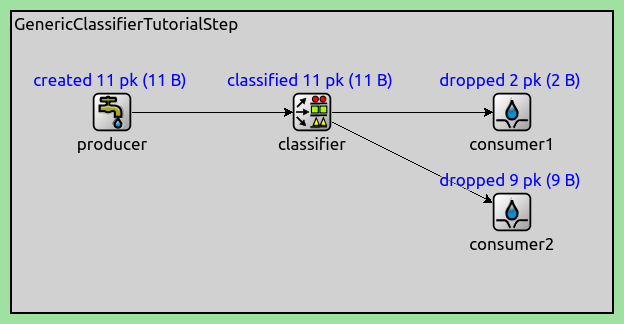 GenericClassifierTutorialStep
created 11 pk (11 B)
classified 11 pk (11 B)
dropped 2 pk (2 B)
producer
classifier
consumer1
dropped 9 pk (9 B)
consumer2